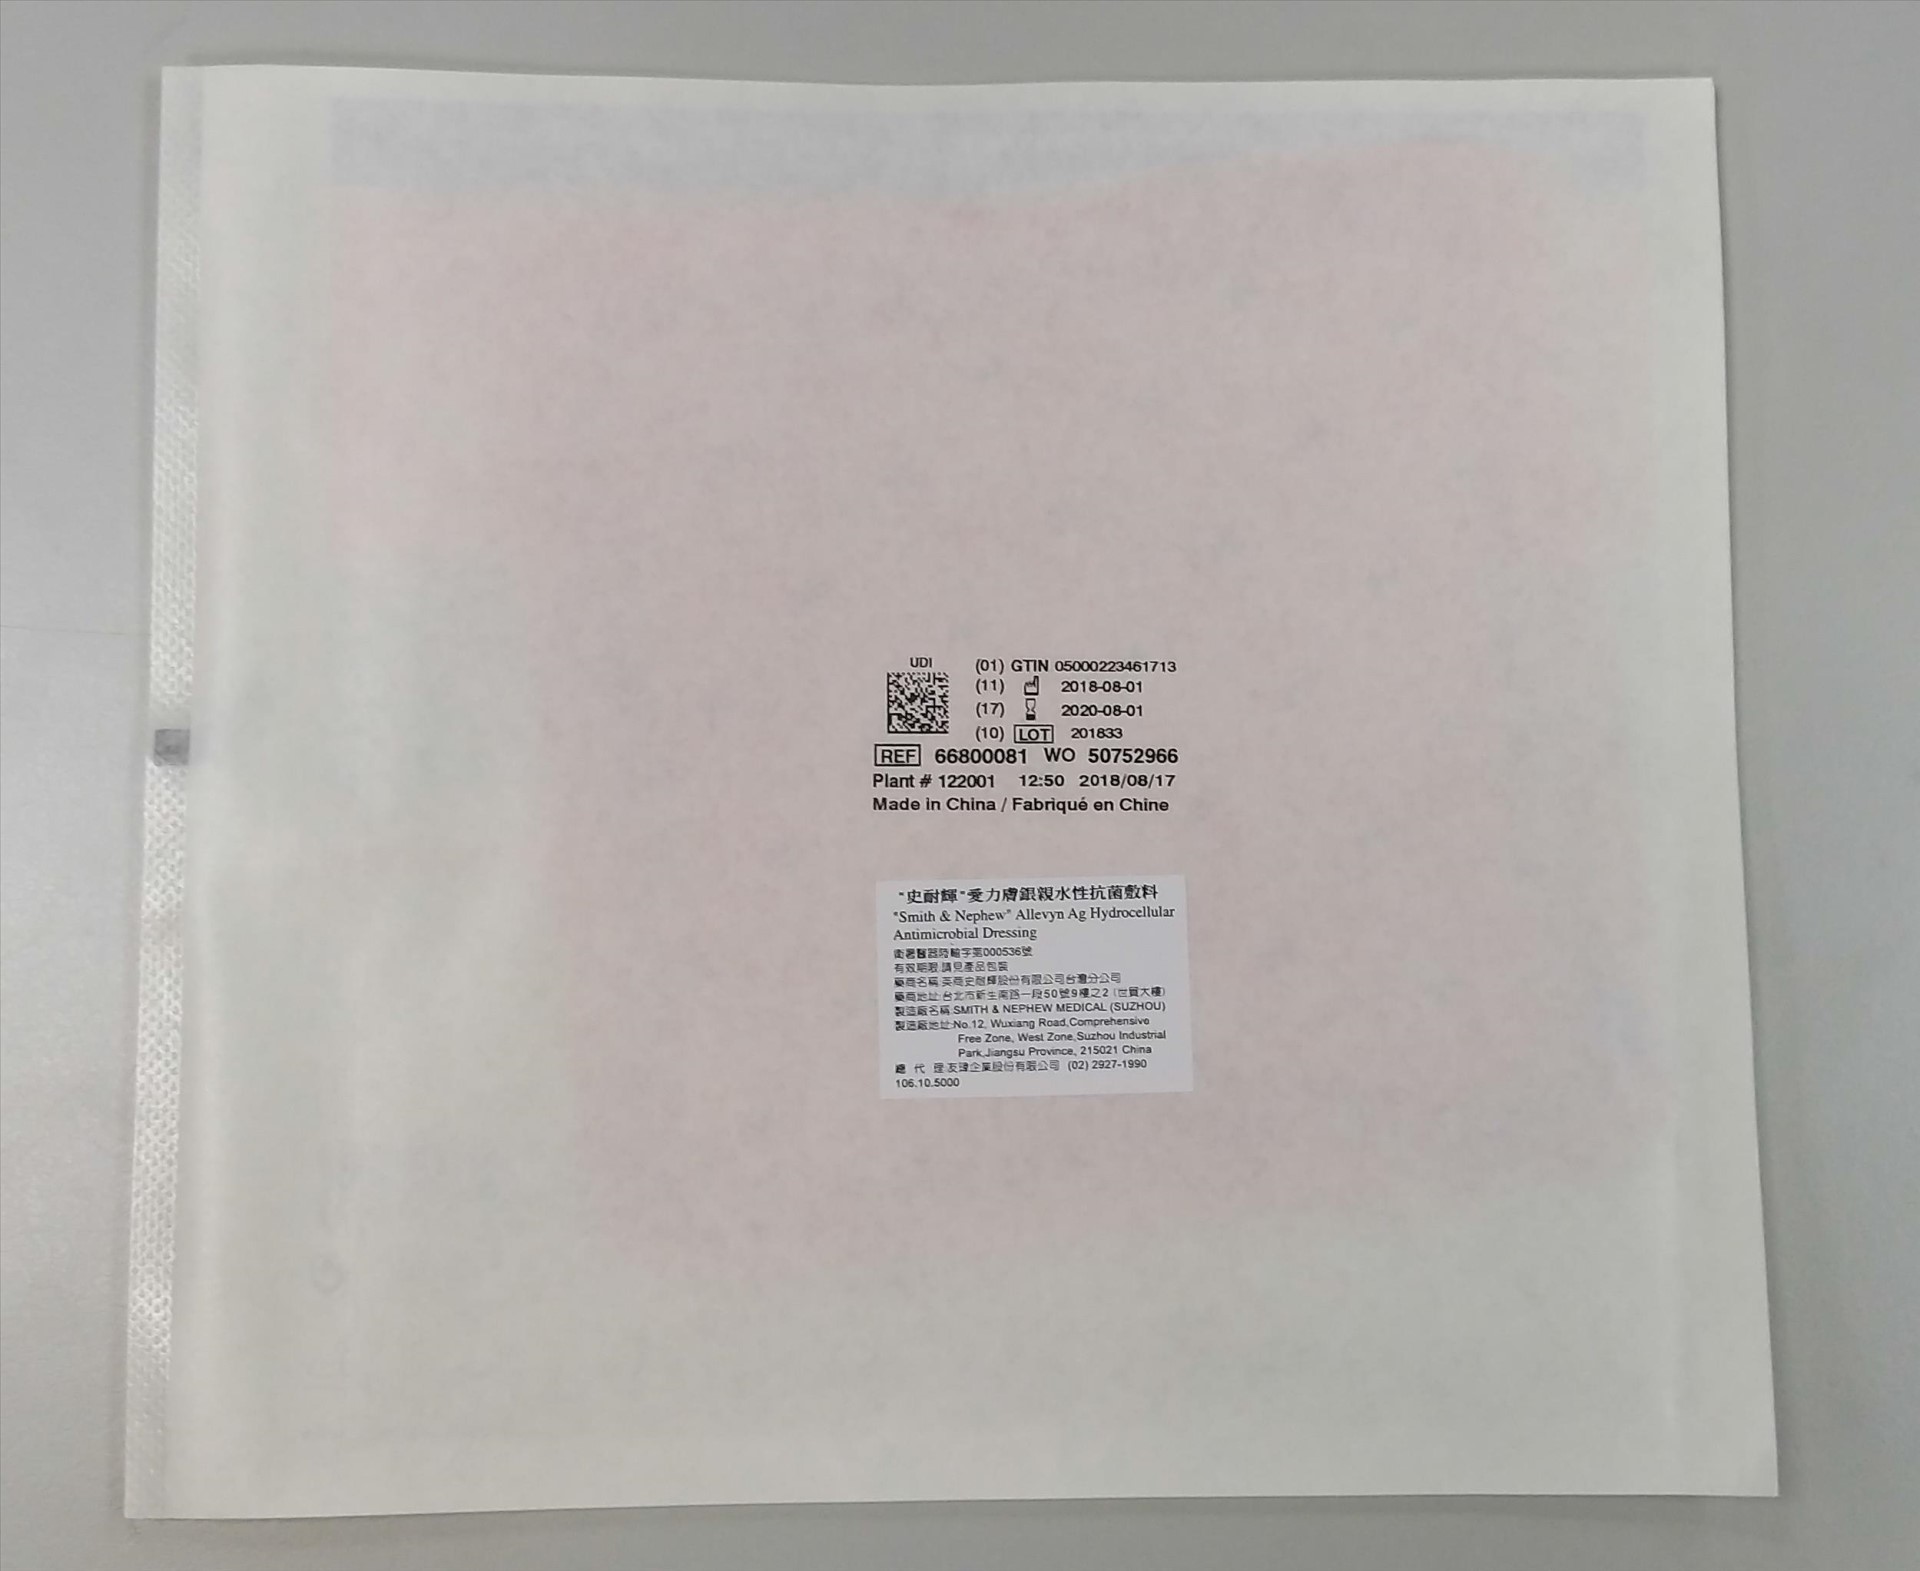 UDI
(01) GTIN 05000223461713
(11) 2018-08-01
(17) 2020-08-01
(10) LOT 201833
REF 66800081 WO 50752966
Plant # 122001 12:50 2018/08/17
Made in China / Fabriqué en Chine
"史耐輝"愛力膚銀親水性抗菌敷料
"Smith & Nephew" Allevyn Ag Hydrocellular
Antimicrobial Dressing
衛署醫器陸輸字第000536號
有效期限:請見產品包裝
藥商名稱:英商史耐輝股份有限公司台灣分公司
藥商地址:台北市新生南路一段50號9樓之2 (世貿大樓)
製造廠名稱:SMITH & NEPHEW MEDICAL (SUZHOU)
製造廠地址:No.12, Wuxiang Road,Comprehensive
Free Zone, West Zone,Suzhou Industrial
Park,Jiangsu Province, 215021 China
總 代 理:友瑋企業股份有限公司 (02) 2927-1990
106.10.5000